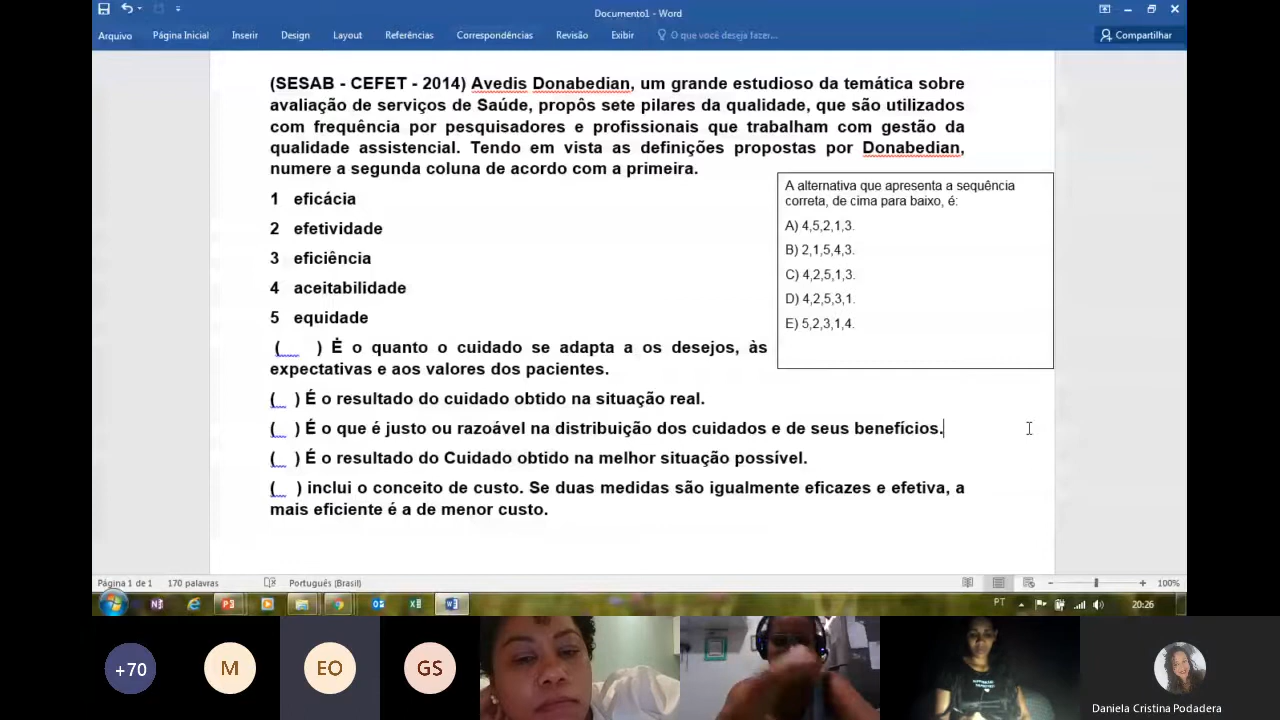 Documento1 - Word
Arquivo Página Inicial Inserir Design Layout Referências Correspondências Revisão Exibir O que você deseja fazer... Compartilhar
(SESAB - CEFET - 2014) Avedis Donabedian, um grande estudioso da temática sobre
avaliação de serviços de Saúde, propôs sete pilares da qualidade, que são utilizados
com frequência por pesquisadores e profissionais que trabalham com gestão da
qualidade assistencial. Tendo em vista as definições propostas por Donabedian,
numere a segunda coluna de acordo com a primeira.
1 eficácia
2 efetividade
3 eficiência
4 aceitabilidade
5 equidade
( ) É o quanto o cuidado se adapta a os desejos, às
expectativas e aos valores dos pacientes.
( ) É o resultado do cuidado obtido na situação real.
( ) É o que é justo ou razoável na distribuição dos cuidados e de seus benefícios.
( ) É o resultado do Cuidado obtido na melhor situação possível.
( ) inclui o conceito de custo. Se duas medidas são igualmente eficazes e efetiva, a
mais eficiente é a de menor custo.
A alternativa que apresenta a sequência
correta, de cima para baixo, é:
A) 4,5,2,1,3.
B) 2,1,5,4,3.
C) 4,2,5,1,3.
D) 4,2,5,3,1.
E) 5,2,3,1,4.
Página 1 de 1 170 palavras Português (Brasil) 100%
PT 20:26
+70 M EO GS
Daniela Cristina Podadera